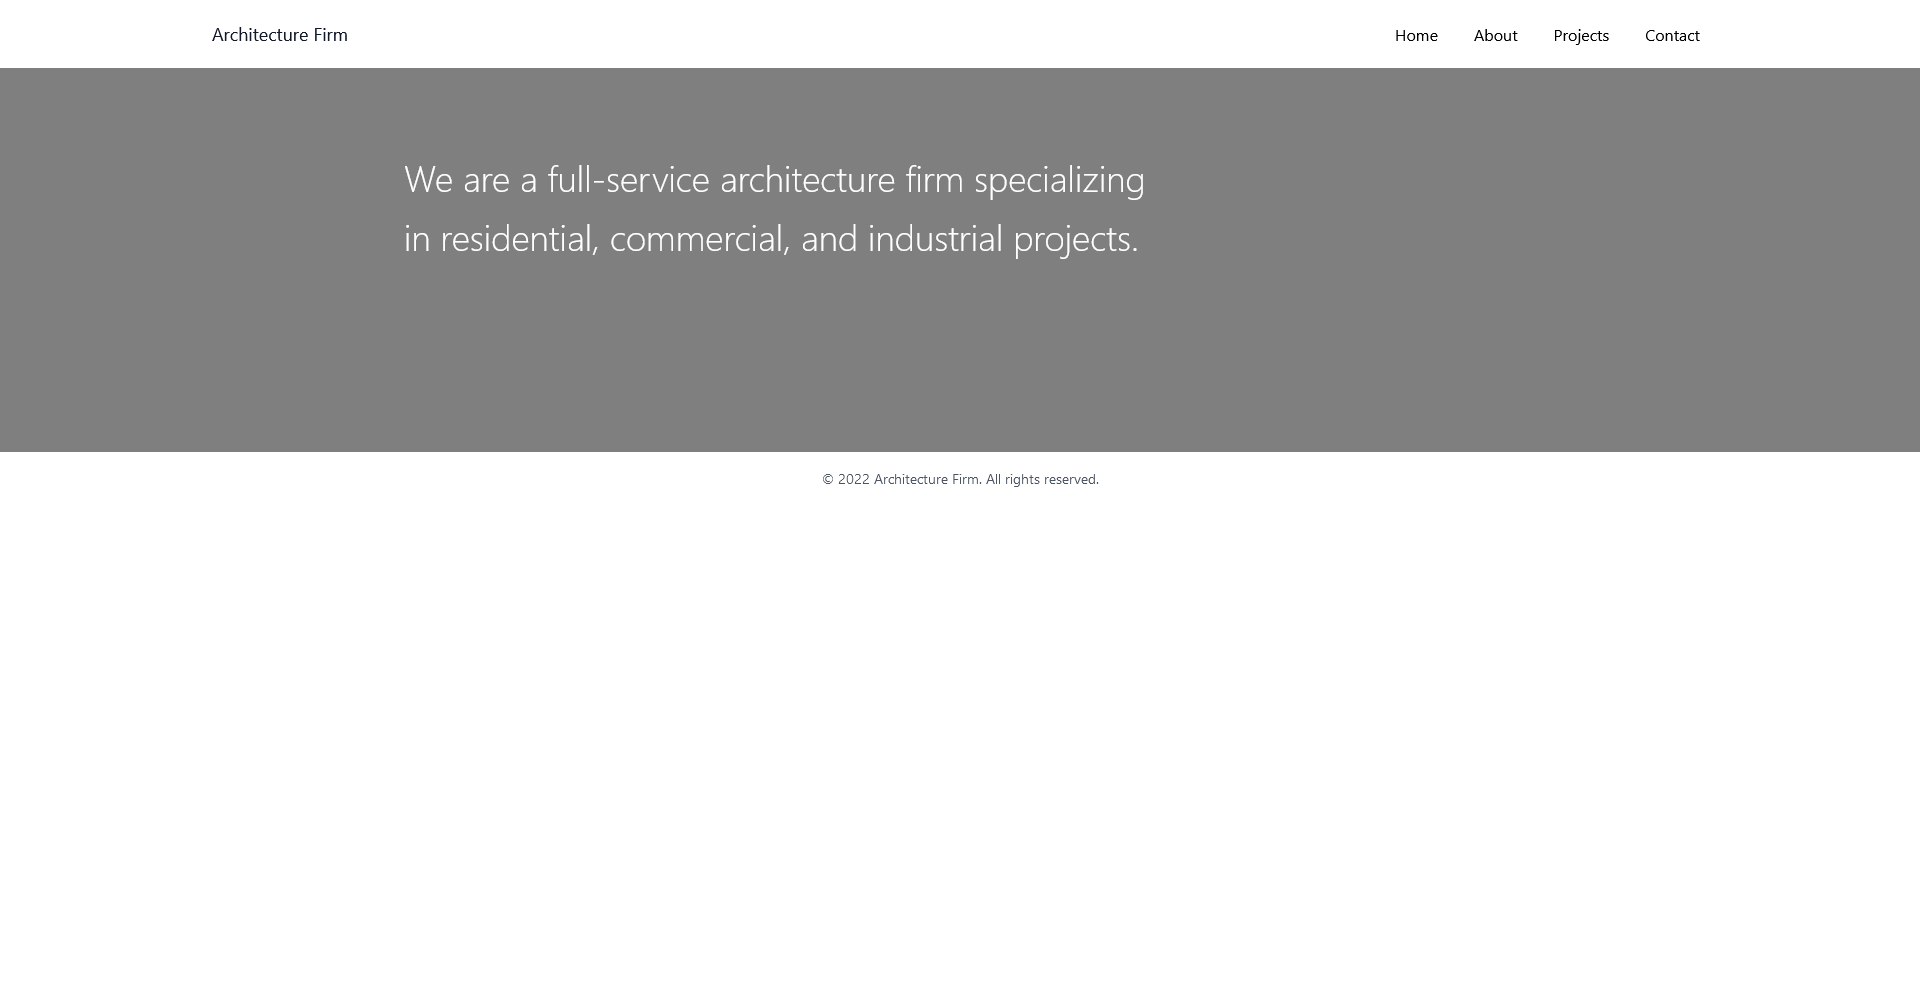 Architecture Firm
Home About Projects Contact
We are a full-service architecture firm specializing
in residential, commercial, and industrial projects.
© 2022 Architecture Firm. All rights reserved.